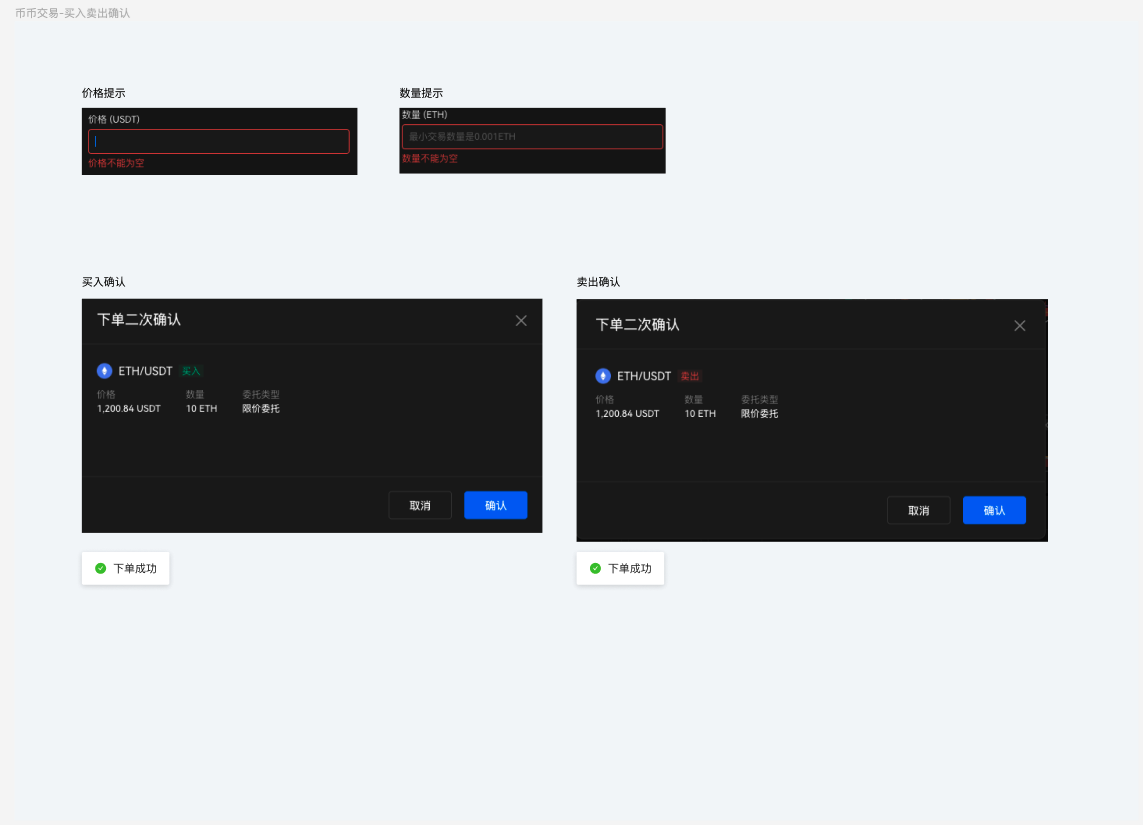 币币交易-买入卖出确认
价格提示
数量提示
价格 (USDT)
数量 (ETH)
最小交易数量是0.001ETH
价格不能为空
数量不能为空
买入确认
卖出确认
下单二次确认
ETH/USDT 买入
价格 数量 委托类型
1,200.84 USDT 10 ETH 限价委托
取消 确认
下单成功
下单二次确认
ETH/USDT 卖出
价格 数量 委托类型
1,200.84 USDT 10 ETH 限价委托
取消 确认
下单成功